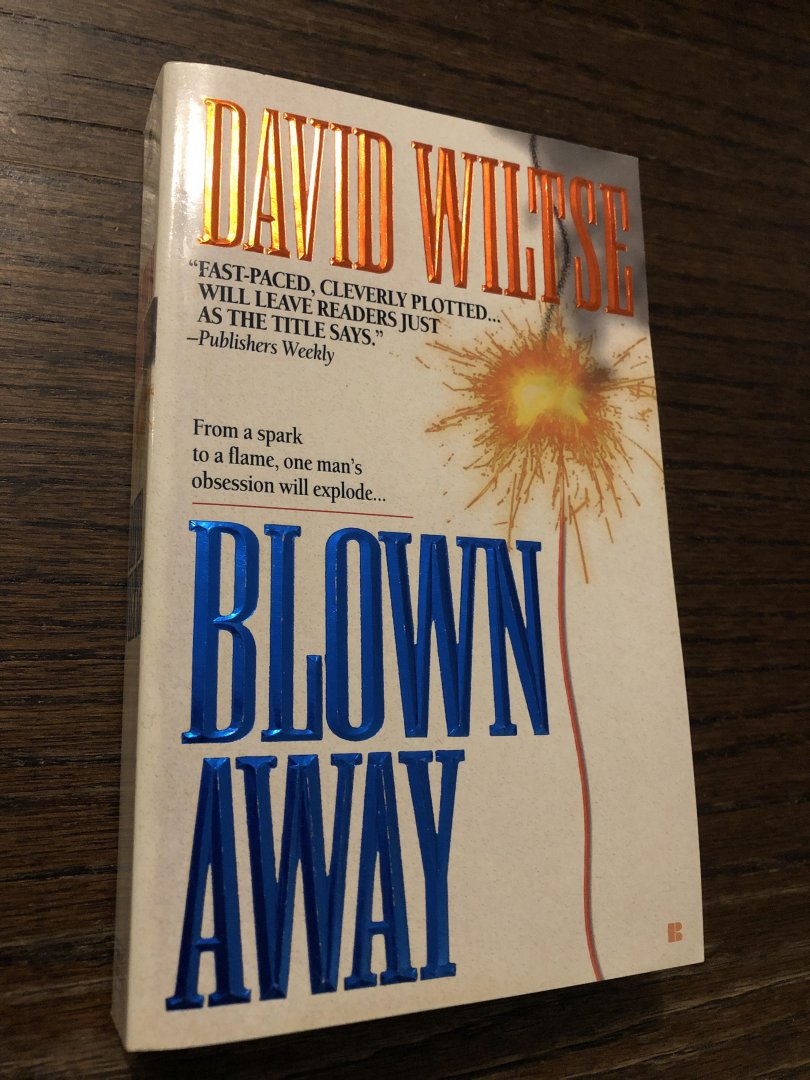 DAVID WILTSE
“FAST-PACED, CLEVERLY PLOTTED...
WILL LEAVE READERS JUST
AS THE TITLE SAYS.”
–Publishers Weekly
From a spark
to a flame, one man's
obsession will explode...
BLOWN
AWAY
B